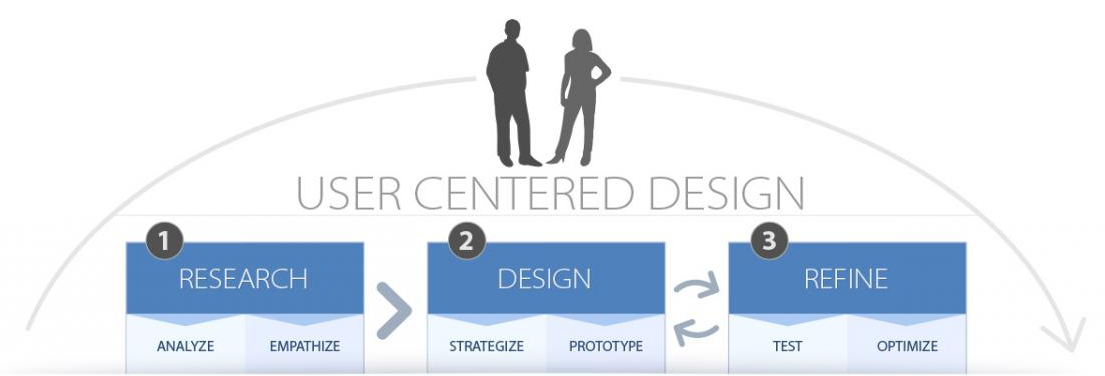 USER CENTERED DESIGN
1
RESEARCH
ANALYZE
EMPATHIZE
2
DESIGN
STRATEGIZE
PROTOTYPE
3
REFINE
TEST
OPTIMIZE